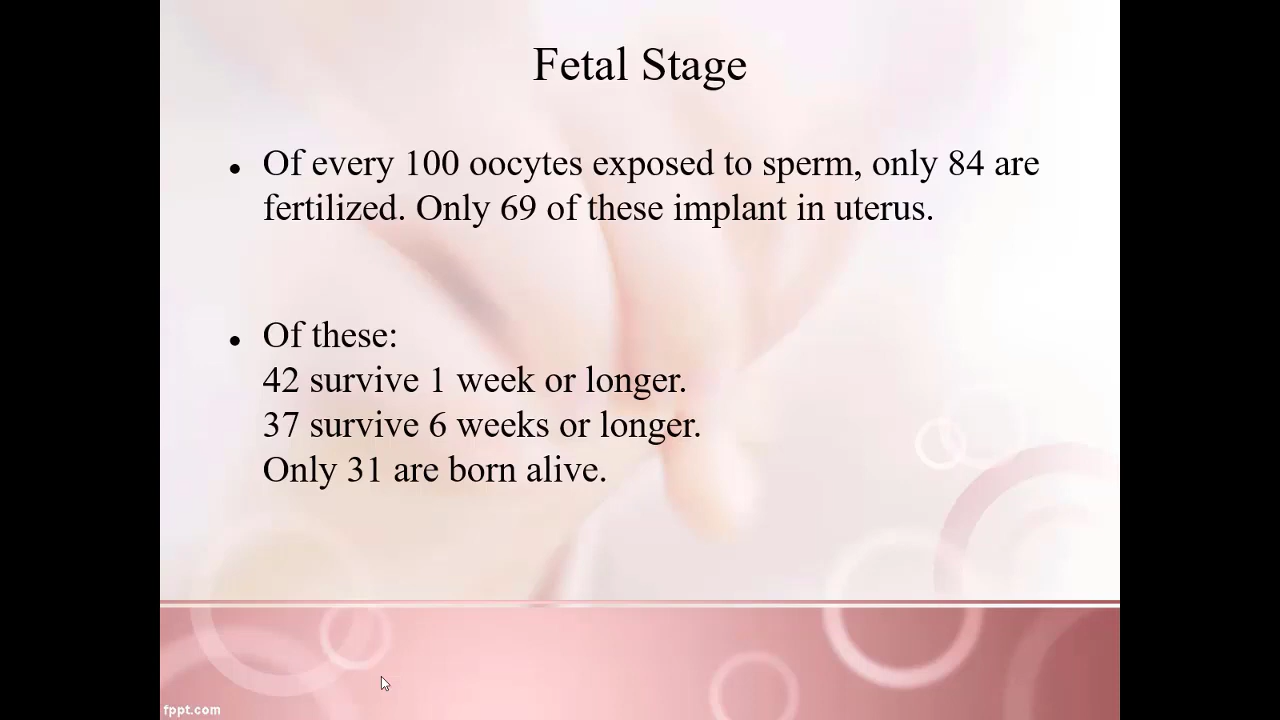 Fetal Stage
• Of every 100 oocytes exposed to sperm, only 84 are
fertilized. Only 69 of these implant in uterus.
• Of these:
42 survive 1 week or longer.
37 survive 6 weeks or longer.
Only 31 are born alive.
fppt.com